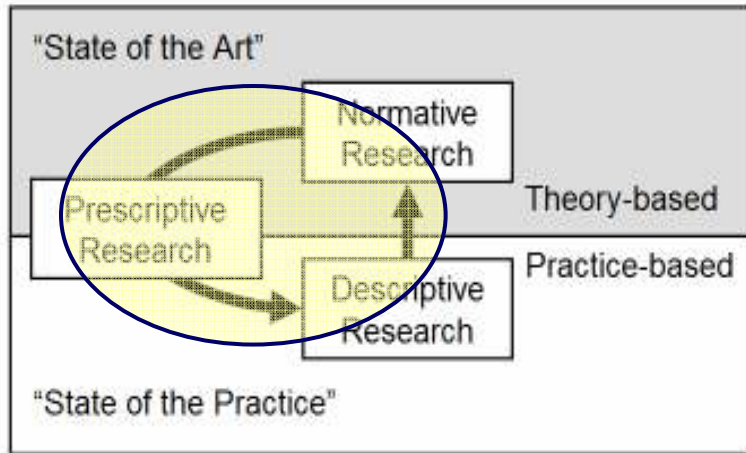 “State of the Art”
Normative
Research
Theory-based
Prescriptive
Research
Practice-based
Descriptive
Research
“State of the Practice”